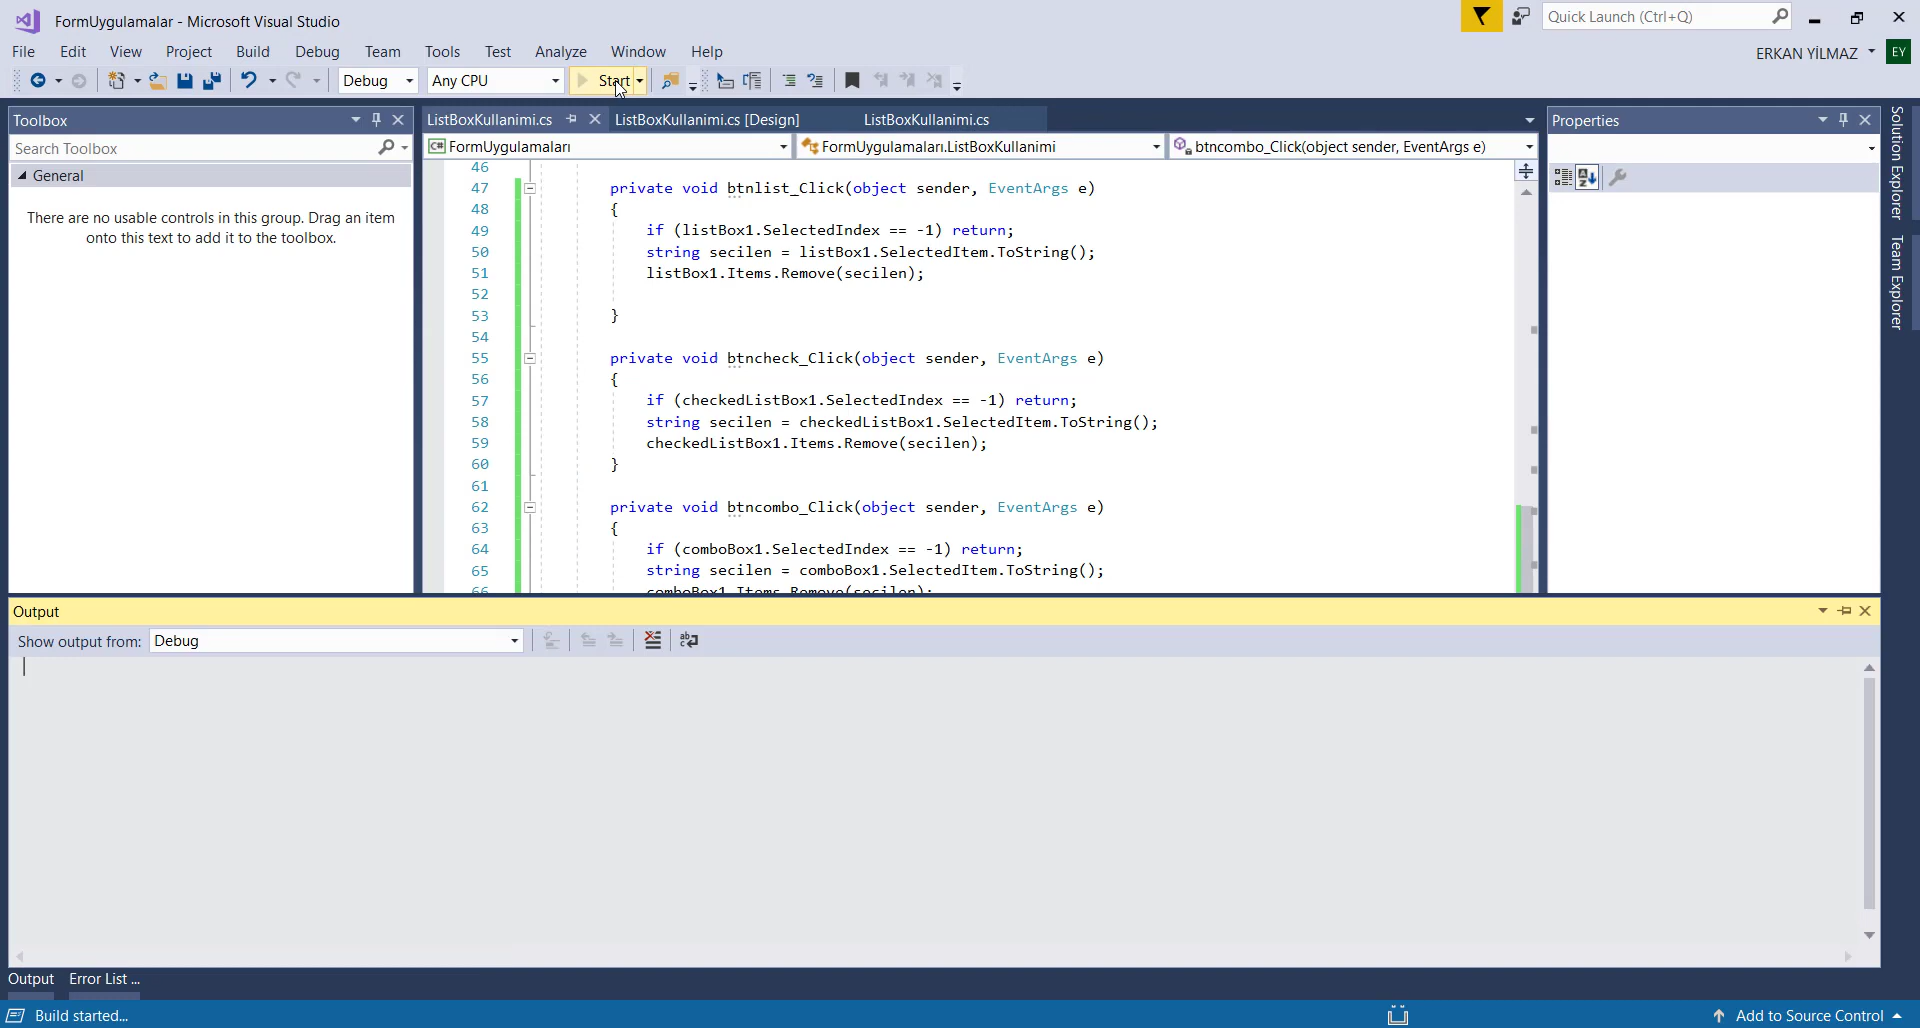 FormUygulamalar - Microsoft Visual Studio
Quick Launch (Ctrl+Q)
File Edit View Project Build Debug Team Tools Test Analyze Window Help
ERKAN YİLMAZ EY
Debug Any CPU Start
Toolbox
Search Toolbox
General
There are no usable controls in this group. Drag an item
onto this text to add it to the toolbox.
ListBoxKullanimi.cs ListBoxKullanimi.cs [Design] ListBoxKullanimi.cs
FormUygulamaları FormUygulamaları.ListBoxKullanimi btncombo_Click(object sender, EventArgs e)
46
47 private void btnlist_Click(object sender, EventArgs e)
48 {
49 if (listBox1.SelectedIndex == -1) return;
50 string secilen = listBox1.SelectedItem.ToString();
51 listBox1.Items.Remove(secilen);
52
53 }
54
55 private void btncheck_Click(object sender, EventArgs e)
56 {
57 if (checkedListBox1.SelectedIndex == -1) return;
58 string secilen = checkedListBox1.SelectedItem.ToString();
59 checkedListBox1.Items.Remove(secilen);
60 }
61
62 private void btncombo_Click(object sender, EventArgs e)
63 {
64 if (comboBox1.SelectedIndex == -1) return;
65 string secilen = comboBox1.SelectedItem.ToString();
66 comboBox1.Items.Remove(secilen);
Properties
Solution Explorer
Team Explorer
Output
Show output from: Debug
Output Error List ...
Build started...
Add to Source Control